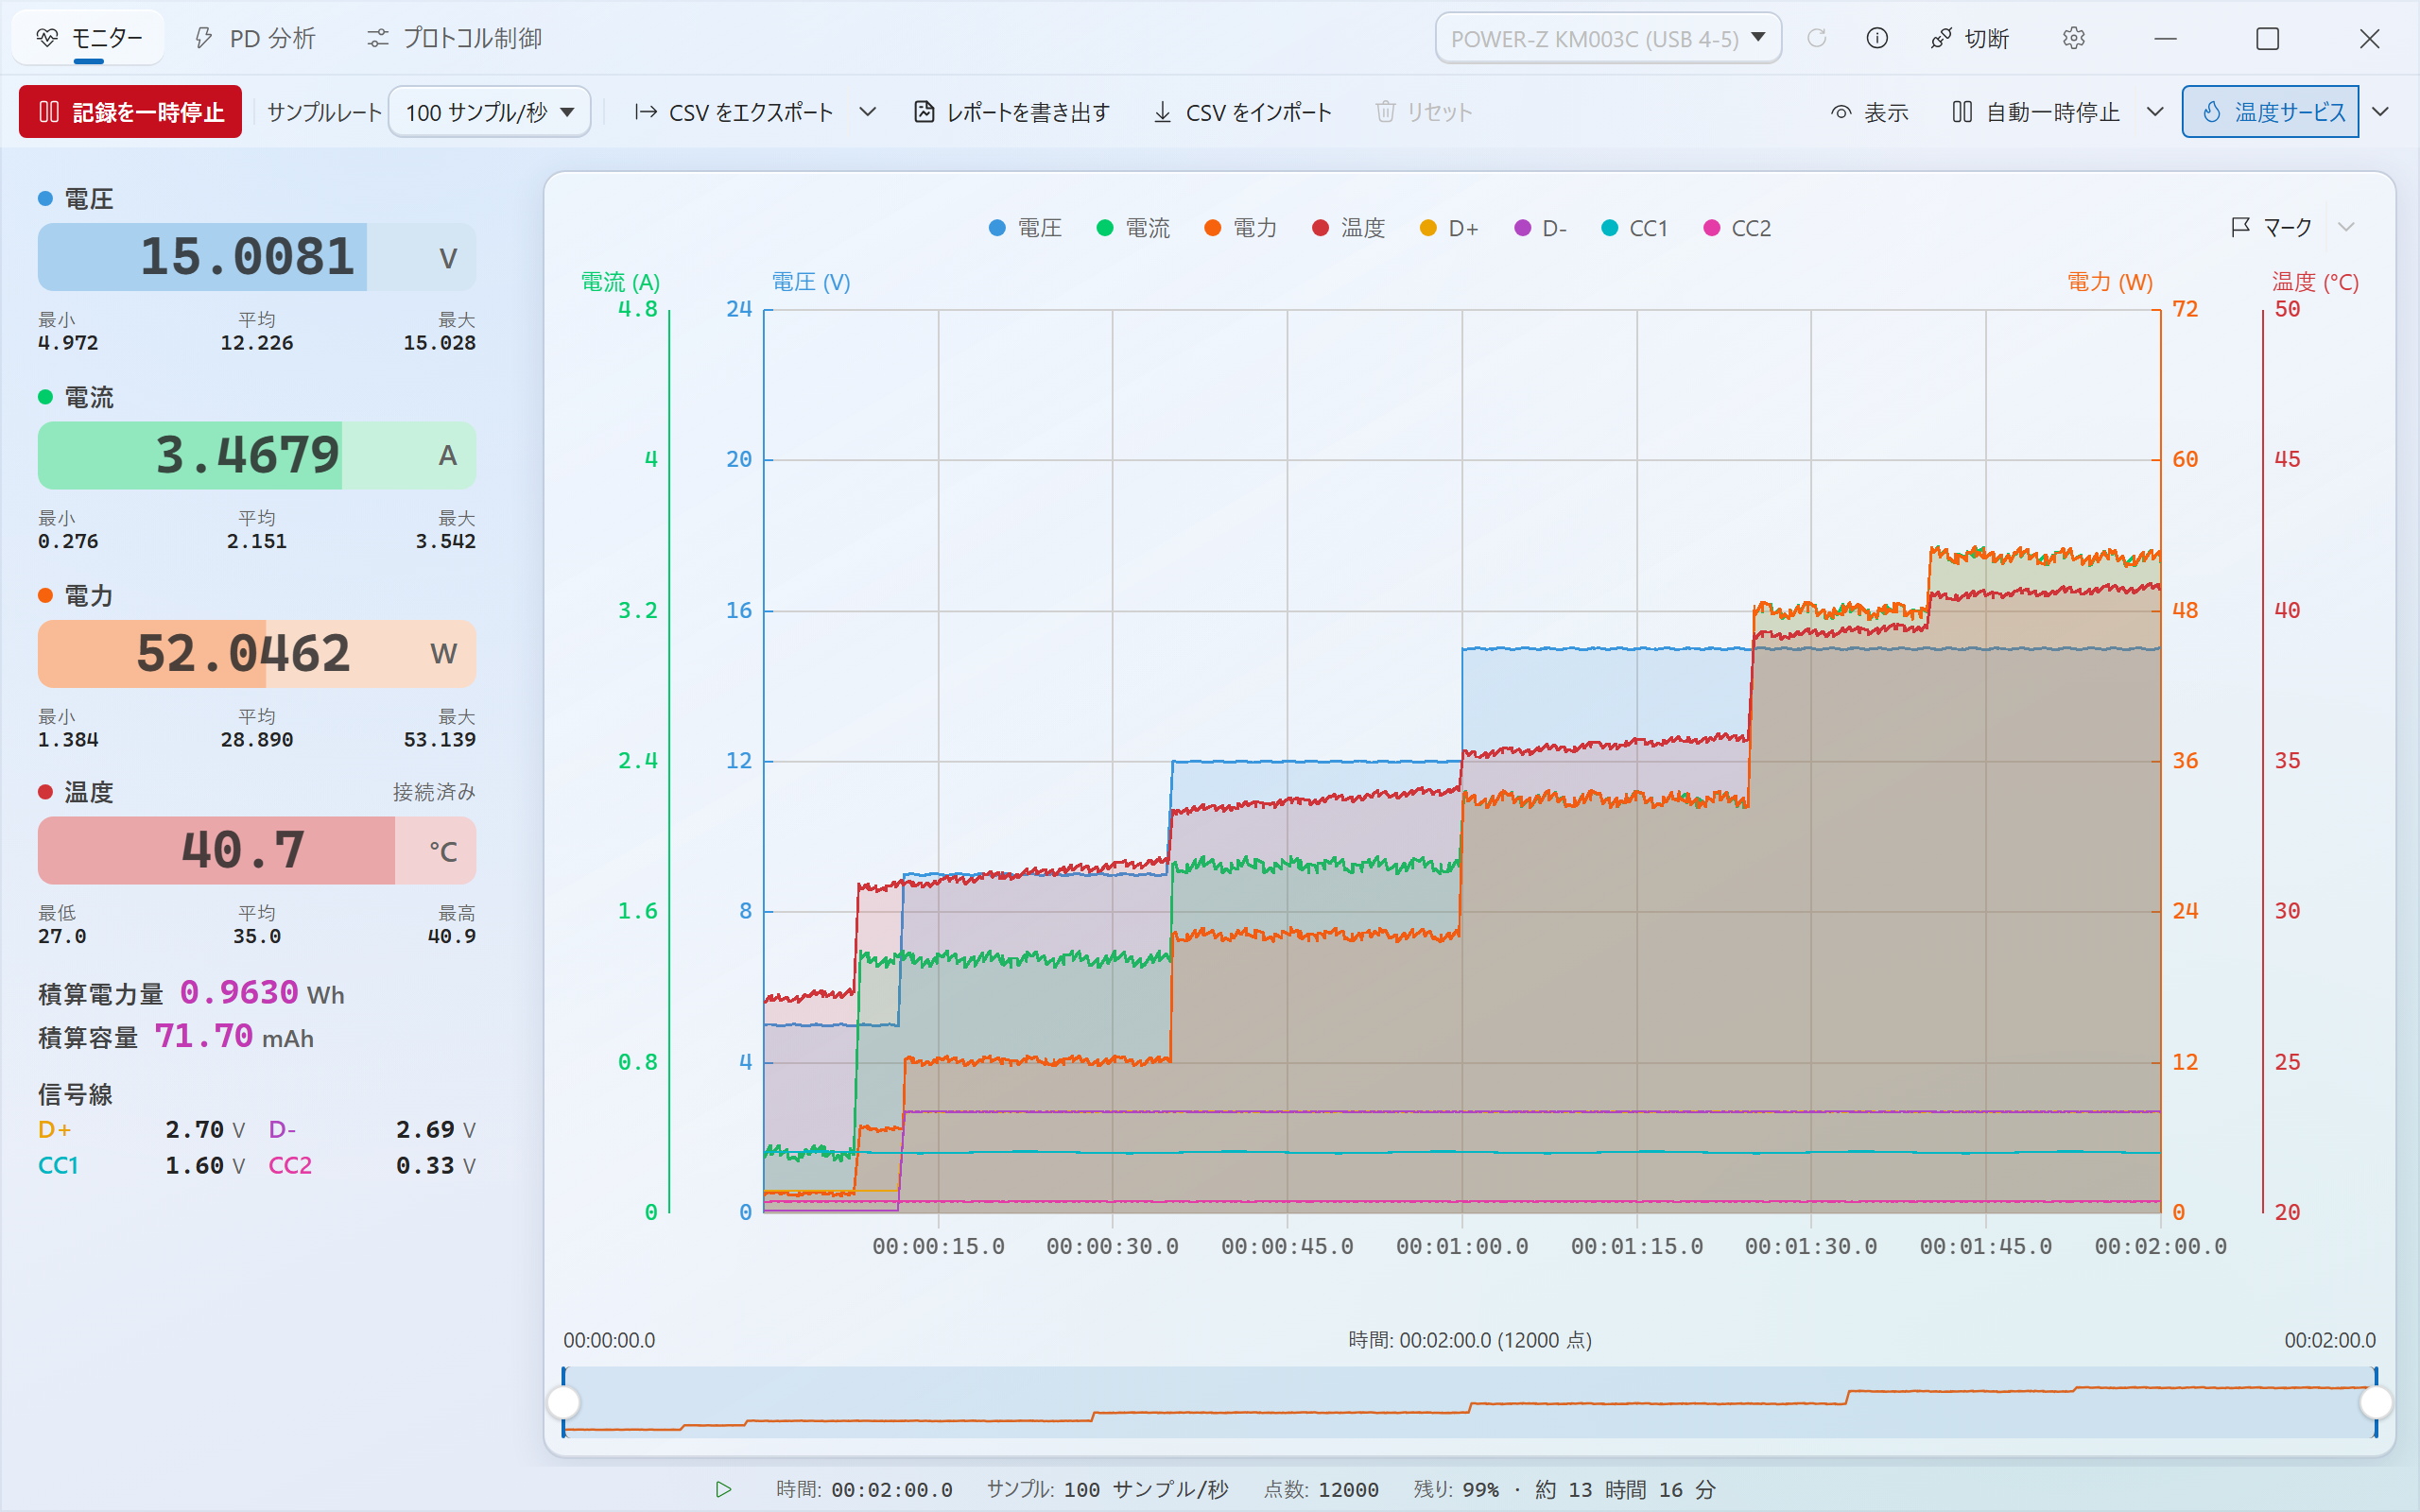 モニター
PD 分析
プロトコル制御
POWER-Z KM003C (USB 4-5)
切断
記録を一時停止
サンプルレート
100 サンプル/秒
CSV をエクスポート
レポートを書き出す
CSV をインポート
リセット
表示
自動一時停止
温度サービス
電圧
15.0081 V
最小 平均 最大
4.972 12.226 15.028
電流
3.4679 A
最小 平均 最大
0.276 2.151 3.542
電力
52.0462 W
最小 平均 最大
1.384 28.890 53.139
温度 接続済み
40.7 °C
最低 平均 最高
27.0 35.0 40.9
積算電力量 0.9630 Wh
積算容量 71.70 mAh
信号線
D+ 2.70 V D- 2.69 V
CC1 1.60 V CC2 0.33 V
電圧 電流 電力 温度 D+ D- CC1 CC2
マーク
電流 (A) 電圧 (V) 電力 (W) 温度 (°C)
4.8 24 72 50
4 20 60 45
3.2 16 48 40
2.4 12 36 35
1.6 8 24 30
0.8 4 12 25
0 0 0 20
00:00:15.0 00:00:30.0 00:00:45.0 00:01:00.0 00:01:15.0 00:01:30.0 00:01:45.0 00:02:00.0
00:00:00.0 時間: 00:02:00.0 (12000 点) 00:02:00.0
時間: 00:02:00.0 サンプル: 100 サンプル/秒 点数: 12000 残り: 99% · 約 13 時間 16 分